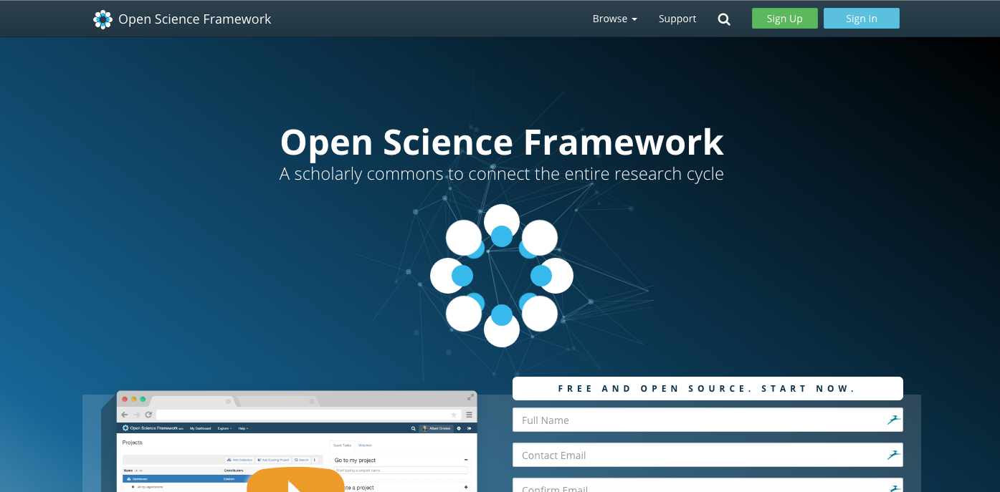 Open Science Framework
Browse
Support
Sign Up
Sign In
Open Science Framework
A scholarly commons to connect the entire research cycle
FREE AND OPEN SOURCE. START NOW.
Full Name
Contact Email
Confirm Email
Open Science Framework
My Dashboard
Explore
Help
Albert Einstein
Projects
Quick Tasks
Watchlist
Add Collection
Add Existing Project
Search
Go to my project
Name
Contributors
Start typing a project name
Dashboard
All my registrations
a project